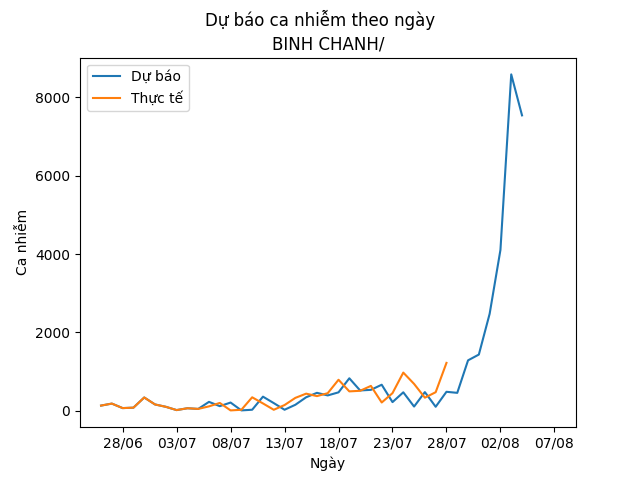 Dự báo ca nhiễm theo ngày
BINH CHANH/
Dự báo
Thực tế
Ca nhiễm
8000
6000
4000
2000
0
28/06 03/07 08/07 13/07 18/07 23/07 28/07 02/08 07/08
Ngày